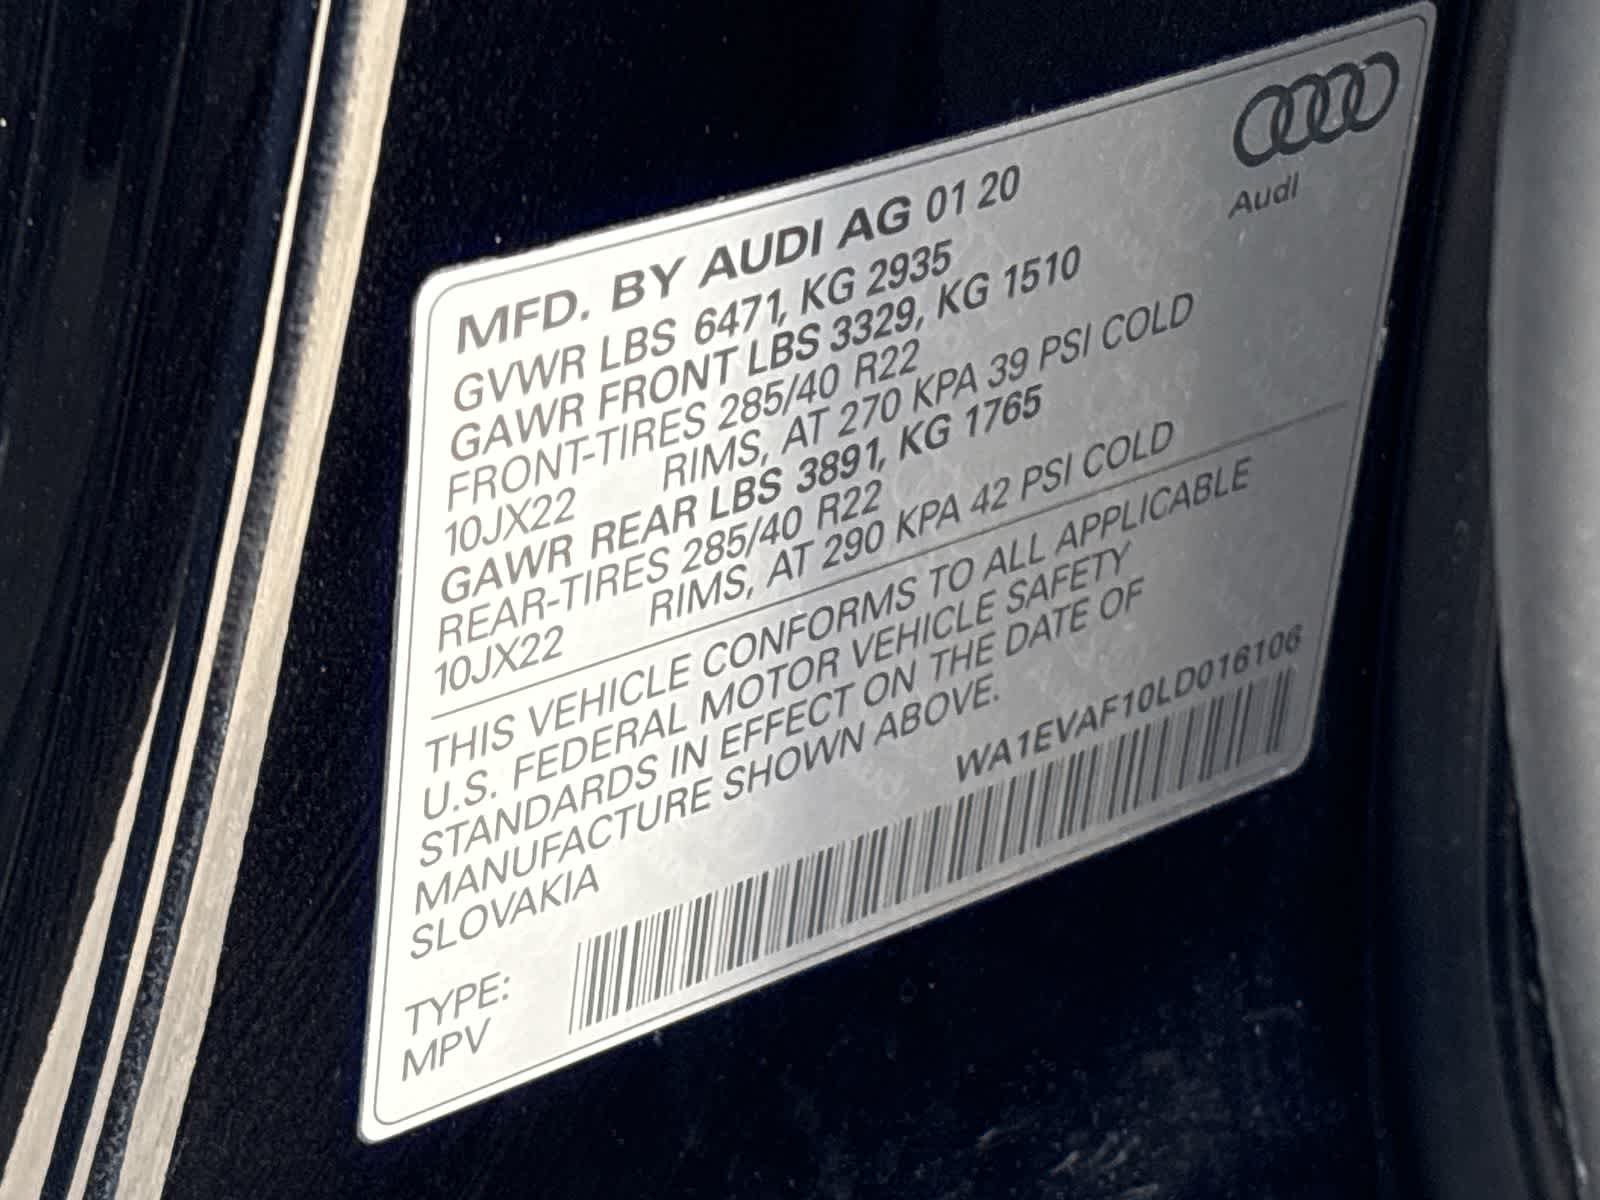 Audi
MFD. BY AUDI AG 01 20
GVWR LBS 6471, KG 2935
GAWR FRONT LBS 3329, KG 1510
FRONT-TIRES 285/40 R22
10JX22 RIMS, AT 270 KPA 39 PSI COLD
GAWR REAR LBS 3891, KG 1765
REAR-TIRES 285/40 R22
10JX22 RIMS, AT 290 KPA 42 PSI COLD
THIS VEHICLE CONFORMS TO ALL APPLICABLE
U.S. FEDERAL MOTOR VEHICLE SAFETY
STANDARDS IN EFFECT ON THE DATE OF
MANUFACTURE SHOWN ABOVE.
SLOVAKIA
WA1EVAF10LD016106
TYPE:
MPV